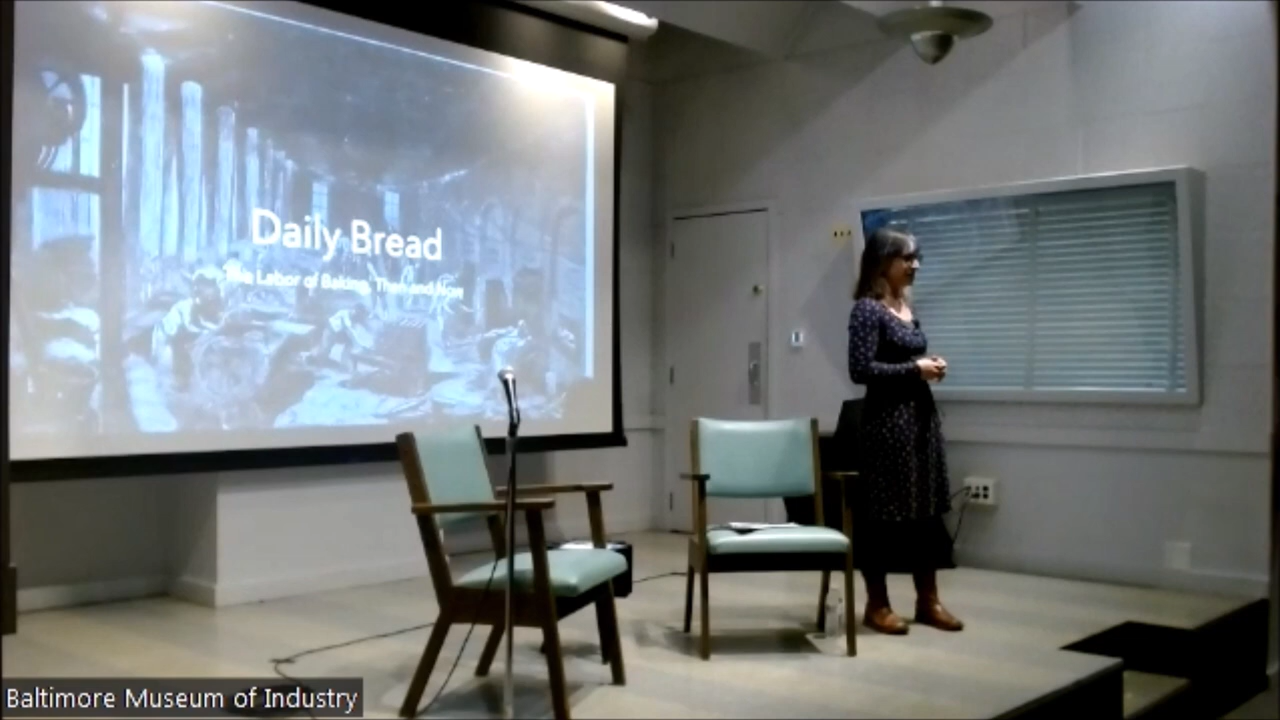 Daily Bread
The Labor of Baking, Then and Now
Baltimore Museum of Industry